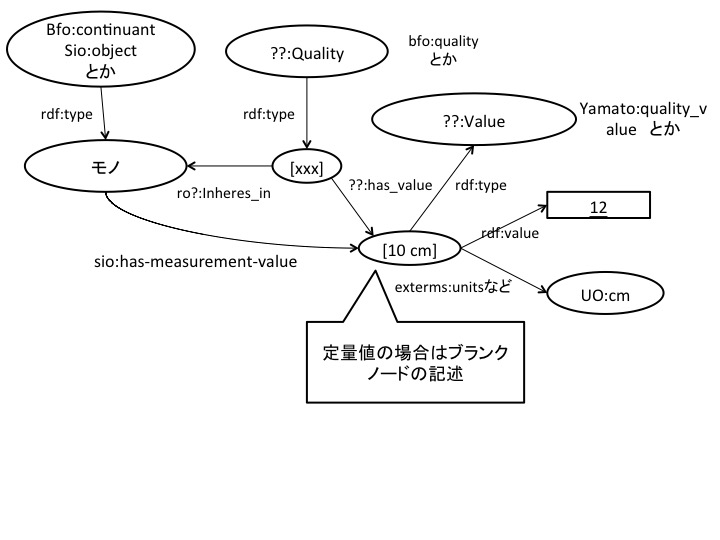 Bfo:continuant
Sio:object
とか
??:Quality
bfo:quality
とか
rdf:type
rdf:type
??:Value
Yamato:quality_v
alue とか
モノ
[xxx]
ro?:Inheres_in
??:has_value
rdf:type
12
rdf:value
[10 cm]
sio:has-measurement-value
exterms:unitsなど
UO:cm
定量値の場合はブランク
ノードの記述